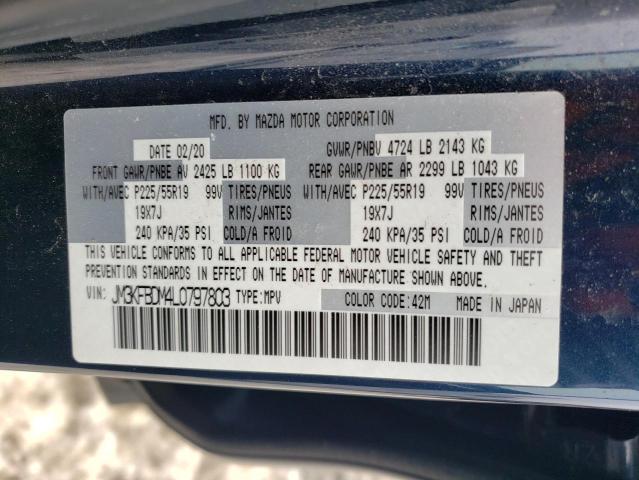 MFD. BY MAZDA MOTOR CORPORATION
DATE 02/20 GVWR/PNBV 4724 LB 2143 KG
FRONT GAWR/PNBE AV 2425 LB 1100 KG REAR GAWR/PNBE AR 2299 LB 1043 KG
WITH/AVEC P225/55R19 99V TIRES/PNEUS WITH/AVEC P225/55R19 99V TIRES/PNEUS
19X7J RIMS/JANTES 19X7J RIMS/JANTES
240 KPA/35 PSI COLD/A FROID 240 KPA/35 PSI COLD/A FROID
THIS VEHICLE CONFORMS TO ALL APPLICABLE FEDERAL MOTOR VEHICLE SAFETY AND THEFT
PREVENTION STANDARDS IN EFFECT ON THE DATE OF MANUFACTURE SHOWN ABOVE.
VIN: JM3KFBDM4L0797803 TYPE:MPV COLOR CODE:42M MADE IN JAPAN